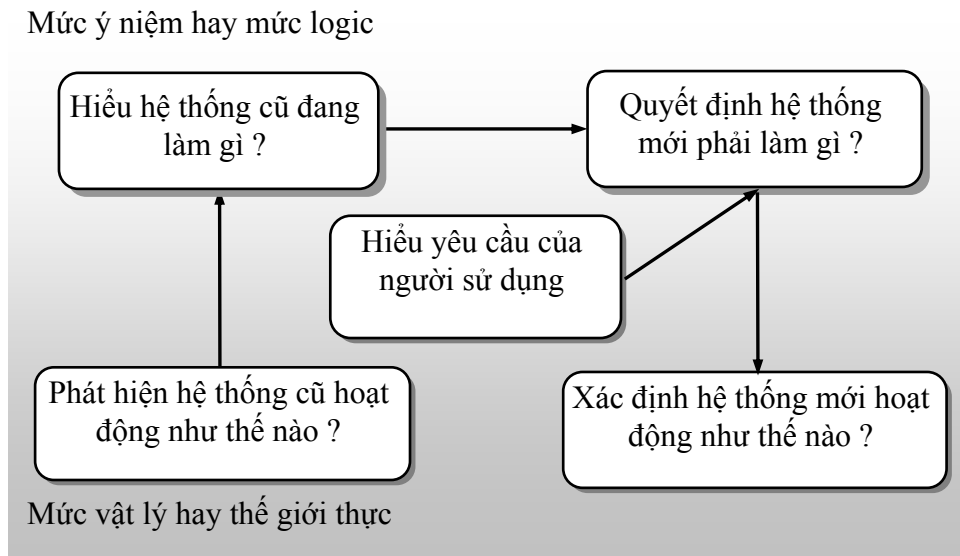 Mức ý niệm hay mức logic
Hiểu hệ thống cũ đang
làm gì ?
Quyết định hệ thống
mới phải làm gì ?
Hiểu yêu cầu của
người sử dụng
Phát hiện hệ thống cũ hoạt
động như thế nào ?
Xác định hệ thống mới hoạt
động như thế nào ?
Mức vật lý hay thế giới thực